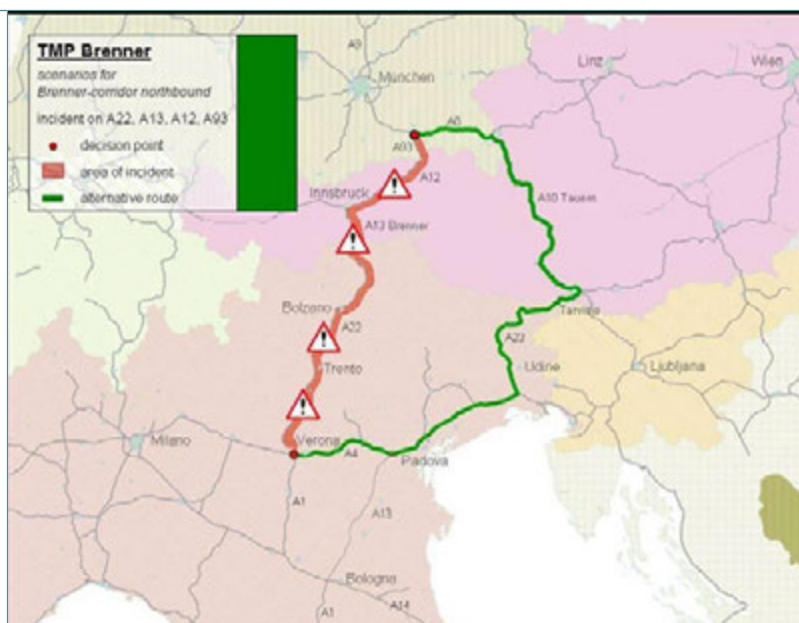 TMP Brenner
scenarios for
Brenner-corridor northbound
incident on A22, A13, A12, A93
decision point
area of incident
alternative route
A9
München
Linz
Wien
A8
A93
A12
Innsbruck
A10 Tauern
A13 Brenner
Bolzano
A22
Tarvisio
A23
Trento
Udine
Ljubljana
Milano
Verona
A4
Padova
A1
A13
Bologna
A1
A14